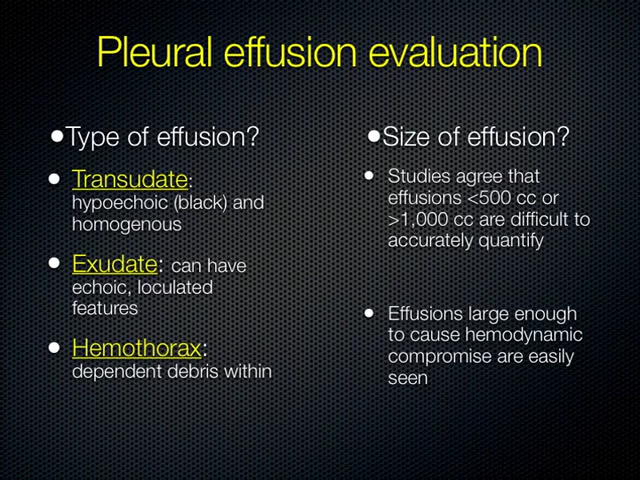 Pleural effusion evaluation
●Type of effusion?
● Transudate:
hypoechoic (black) and
homogenous
● Exudate: can have
echoic, loculated
features
● Hemothorax:
dependent debris within
●Size of effusion?
● Studies agree that
effusions <500 cc or
>1,000 cc are difficult to
accurately quantify
● Effusions large enough
to cause hemodynamic
compromise are easily
seen